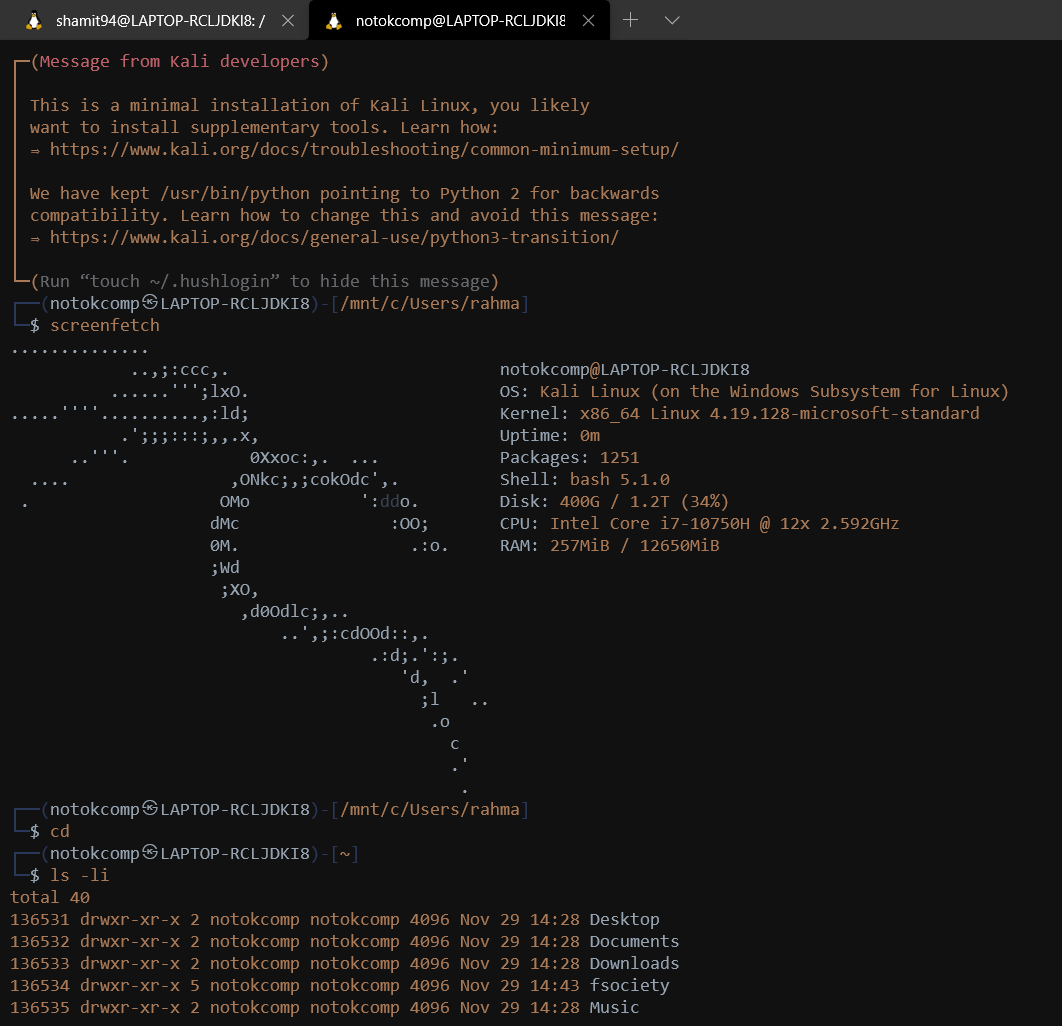 shamit94@LAPTOP-RCLJDKI8: /
notokcomp@LAPTOP-RCLJDKI8
(Message from Kali developers)
This is a minimal installation of Kali Linux, you likely
want to install supplementary tools. Learn how:
⇒ https://www.kali.org/docs/troubleshooting/common-minimum-setup/
We have kept /usr/bin/python pointing to Python 2 for backwards
compatibility. Learn how to change this and avoid this message:
⇒ https://www.kali.org/docs/general-use/python3-transition/
(Run “touch ~/.hushlogin” to hide this message)
┌──(notokcomp㉿LAPTOP-RCLJDKI8)-[/mnt/c/Users/rahma]
└─$ screenfetch
..............
            ..,;:ccc,.
          ......''';lxO.
.....''''..........,:ld;
           .';;;:::;,,.x,
      ..'''.            0Xxoc:,.  ...
  ....                ,ONkc;,;cokOdc',.
 .                   OMo           ':ddo.
                    dMc               :OO;
                    0M.                 .:o.
                    ;Wd
                     ;XO,
                       ,d0Odlc;,..
                           ..',;:cdOOd::,.
                                    .:d;.':;.
                                       'd,  .'
                                         ;l   ..
                                          .o
                                            c
                                            .'
                                             .
notokcomp@LAPTOP-RCLJDKI8
OS: Kali Linux (on the Windows Subsystem for Linux)
Kernel: x86_64 Linux 4.19.128-microsoft-standard
Uptime: 0m
Packages: 1251
Shell: bash 5.1.0
Disk: 400G / 1.2T (34%)
CPU: Intel Core i7-10750H @ 12x 2.592GHz
RAM: 257MiB / 12650MiB
┌──(notokcomp㉿LAPTOP-RCLJDKI8)-[/mnt/c/Users/rahma]
└─$ cd
┌──(notokcomp㉿LAPTOP-RCLJDKI8)-[~]
└─$ ls -li
total 40
136531 drwxr-xr-x 2 notokcomp notokcomp 4096 Nov 29 14:28 Desktop
136532 drwxr-xr-x 2 notokcomp notokcomp 4096 Nov 29 14:28 Documents
136533 drwxr-xr-x 2 notokcomp notokcomp 4096 Nov 29 14:28 Downloads
136534 drwxr-xr-x 5 notokcomp notokcomp 4096 Nov 29 14:43 fsociety
136535 drwxr-xr-x 2 notokcomp notokcomp 4096 Nov 29 14:28 Music